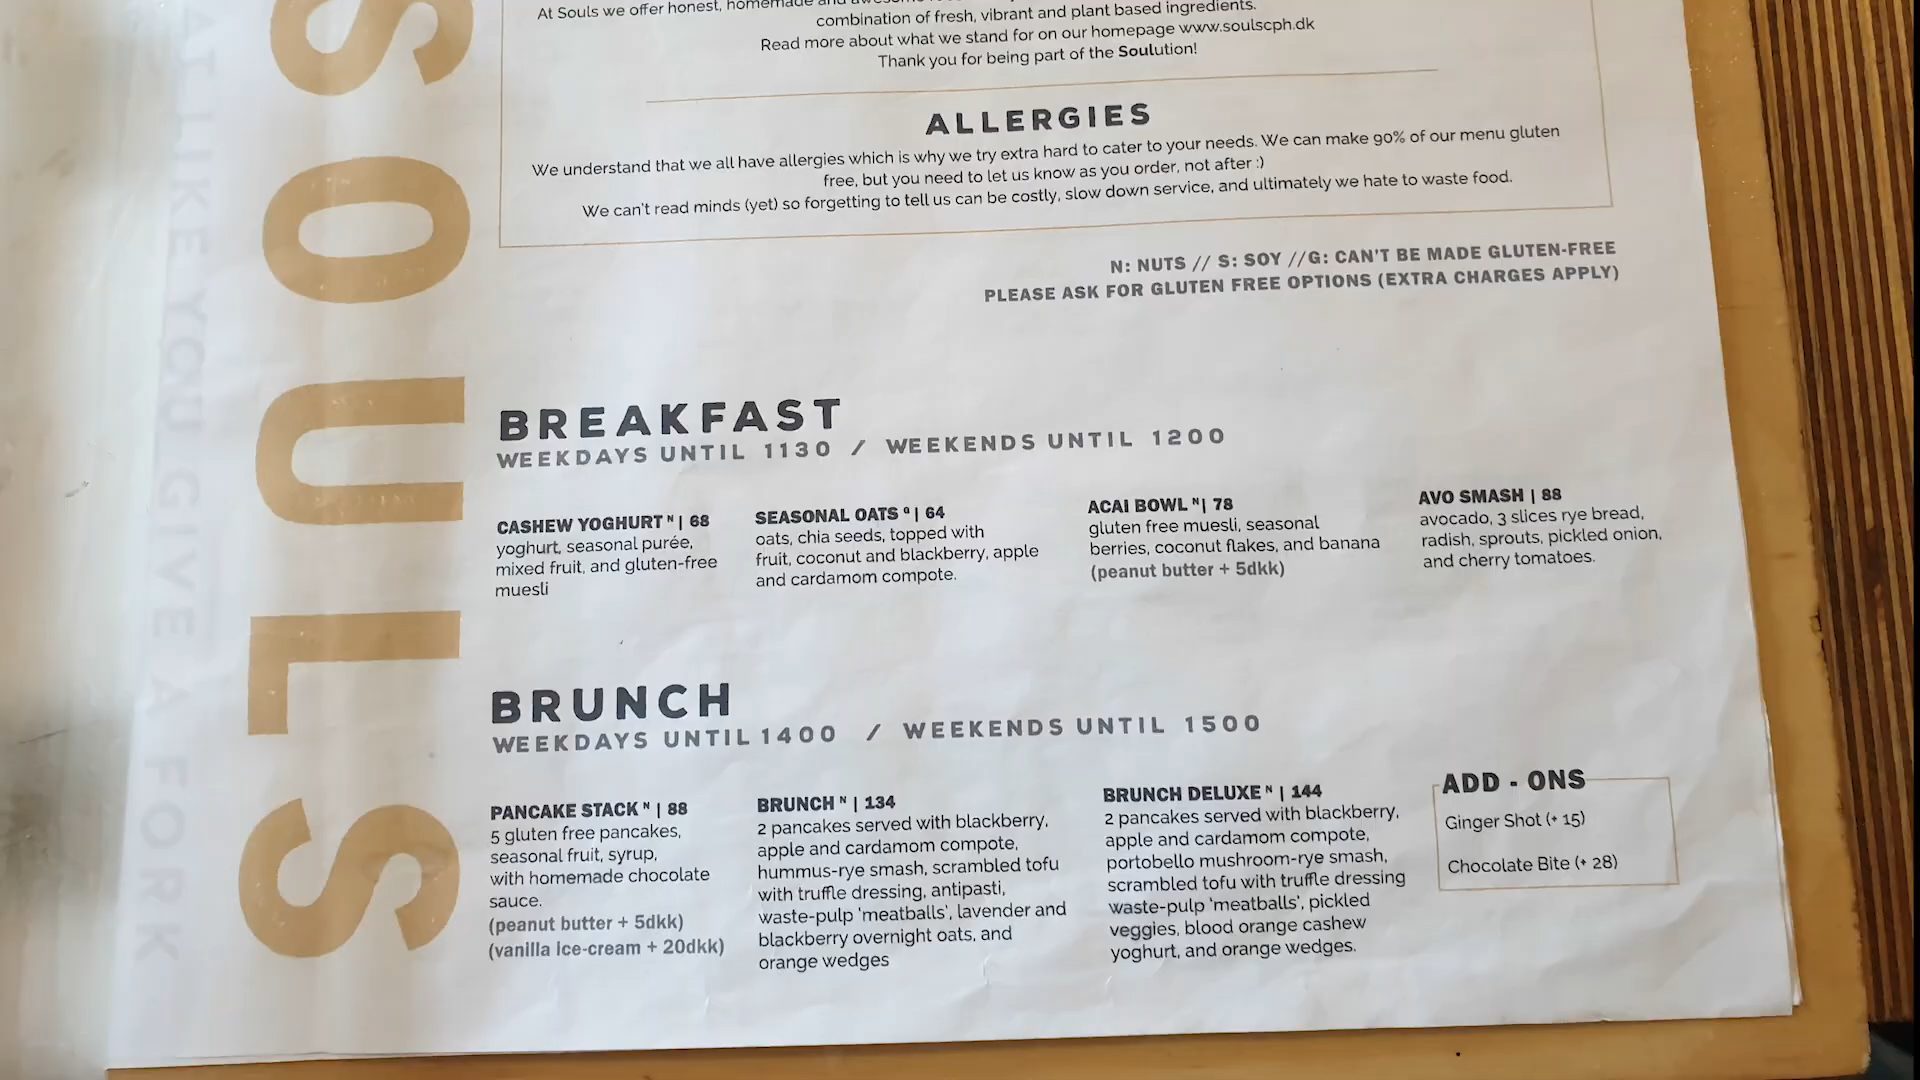 At Souls we offer honest, homemade and
combination of fresh, vibrant and plant based ingredients.
Read more about what we stand for on our homepage www.soulscph.dk
Thank you for being part of the Soulution!
ALLERGIES
We understand that we all have allergies which is why we try extra hard to cater to your needs. We can make 90% of our menu gluten
free, but you need to let us know as you order, not after :)
We can't read minds (yet) so forgetting to tell us can be costly, slow down service, and ultimately we hate to waste food.
N: NUTS // S: SOY //G: CAN'T BE MADE GLUTEN-FREE
PLEASE ASK FOR GLUTEN FREE OPTIONS (EXTRA CHARGES APPLY)
SOULS
BREAKFAST
WEEKDAYS UNTIL 1130 / WEEKENDS UNTIL 1200
CASHEW YOGHURT N | 68
yoghurt, seasonal purée,
mixed fruit, and gluten-free
muesli
SEASONAL OATS G | 64
oats, chia seeds, topped with
fruit, coconut and blackberry, apple
and cardamom compote.
ACAI BOWL N | 78
gluten free muesli, seasonal
berries, coconut flakes, and banana
(peanut butter + 5dkk)
AVO SMASH | 88
avocado, 3 slices rye bread,
radish, sprouts, pickled onion,
and cherry tomatoes.
BRUNCH
WEEKDAYS UNTIL 1400 / WEEKENDS UNTIL 1500
PANCAKE STACK N | 88
5 gluten free pancakes,
seasonal fruit, syrup,
with homemade chocolate
sauce.
(peanut butter + 5dkk)
(vanilla ice-cream + 20dkk)
BRUNCH N | 134
2 pancakes served with blackberry,
apple and cardamom compote,
hummus-rye smash, scrambled tofu
with truffle dressing, antipasti,
waste-pulp 'meatballs', lavender and
blackberry overnight oats, and
orange wedges
BRUNCH DELUXE N | 144
2 pancakes served with blackberry,
apple and cardamom compote,
portobello mushroom-rye smash,
scrambled tofu with truffle dressing
waste-pulp 'meatballs', pickled
veggies, blood orange cashew
yoghurt, and orange wedges.
ADD - ONS
Ginger Shot (+ 15)
Chocolate Bite (+ 28)
LIKE YOU GIVE A FORK